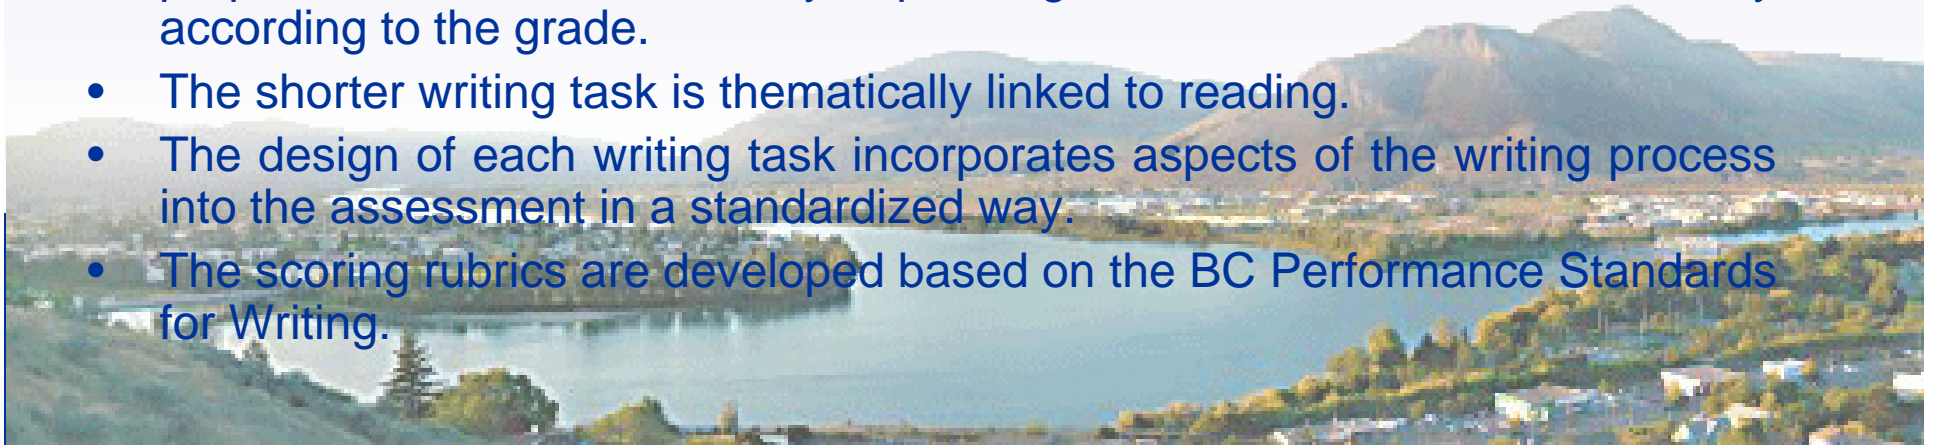 according to the grade.
• The shorter writing task is thematically linked to reading.
• The design of each writing task incorporates aspects of the writing process
into the assessment in a standardized way.
• The scoring rubrics are developed based on the BC Performance Standards
for Writing.